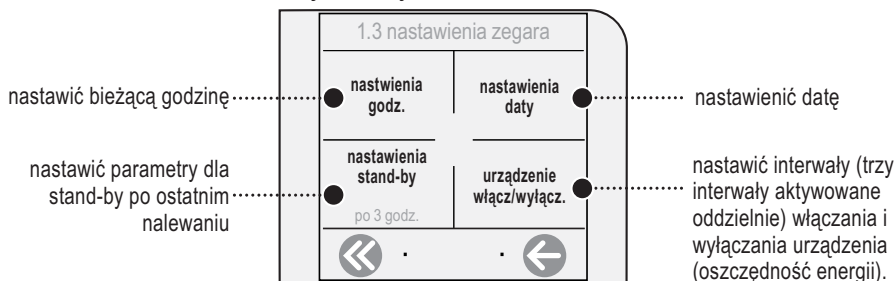 1.3 nastawienia zegara
nastwienia
godz.
nastawienia
daty
nastawienia
stand-by
po 3 godz.
urządzenie
włącz/wyłącz.
nastawić bieżącą godzinę
nastawić parametry dla
stand-by po ostatnim
nalewaniu
nastawienić datę
nastawić interwały (trzy
interwały aktywowane
oddzielnie) włączania i
wyłączania urządzenia
(oszczędność energii).